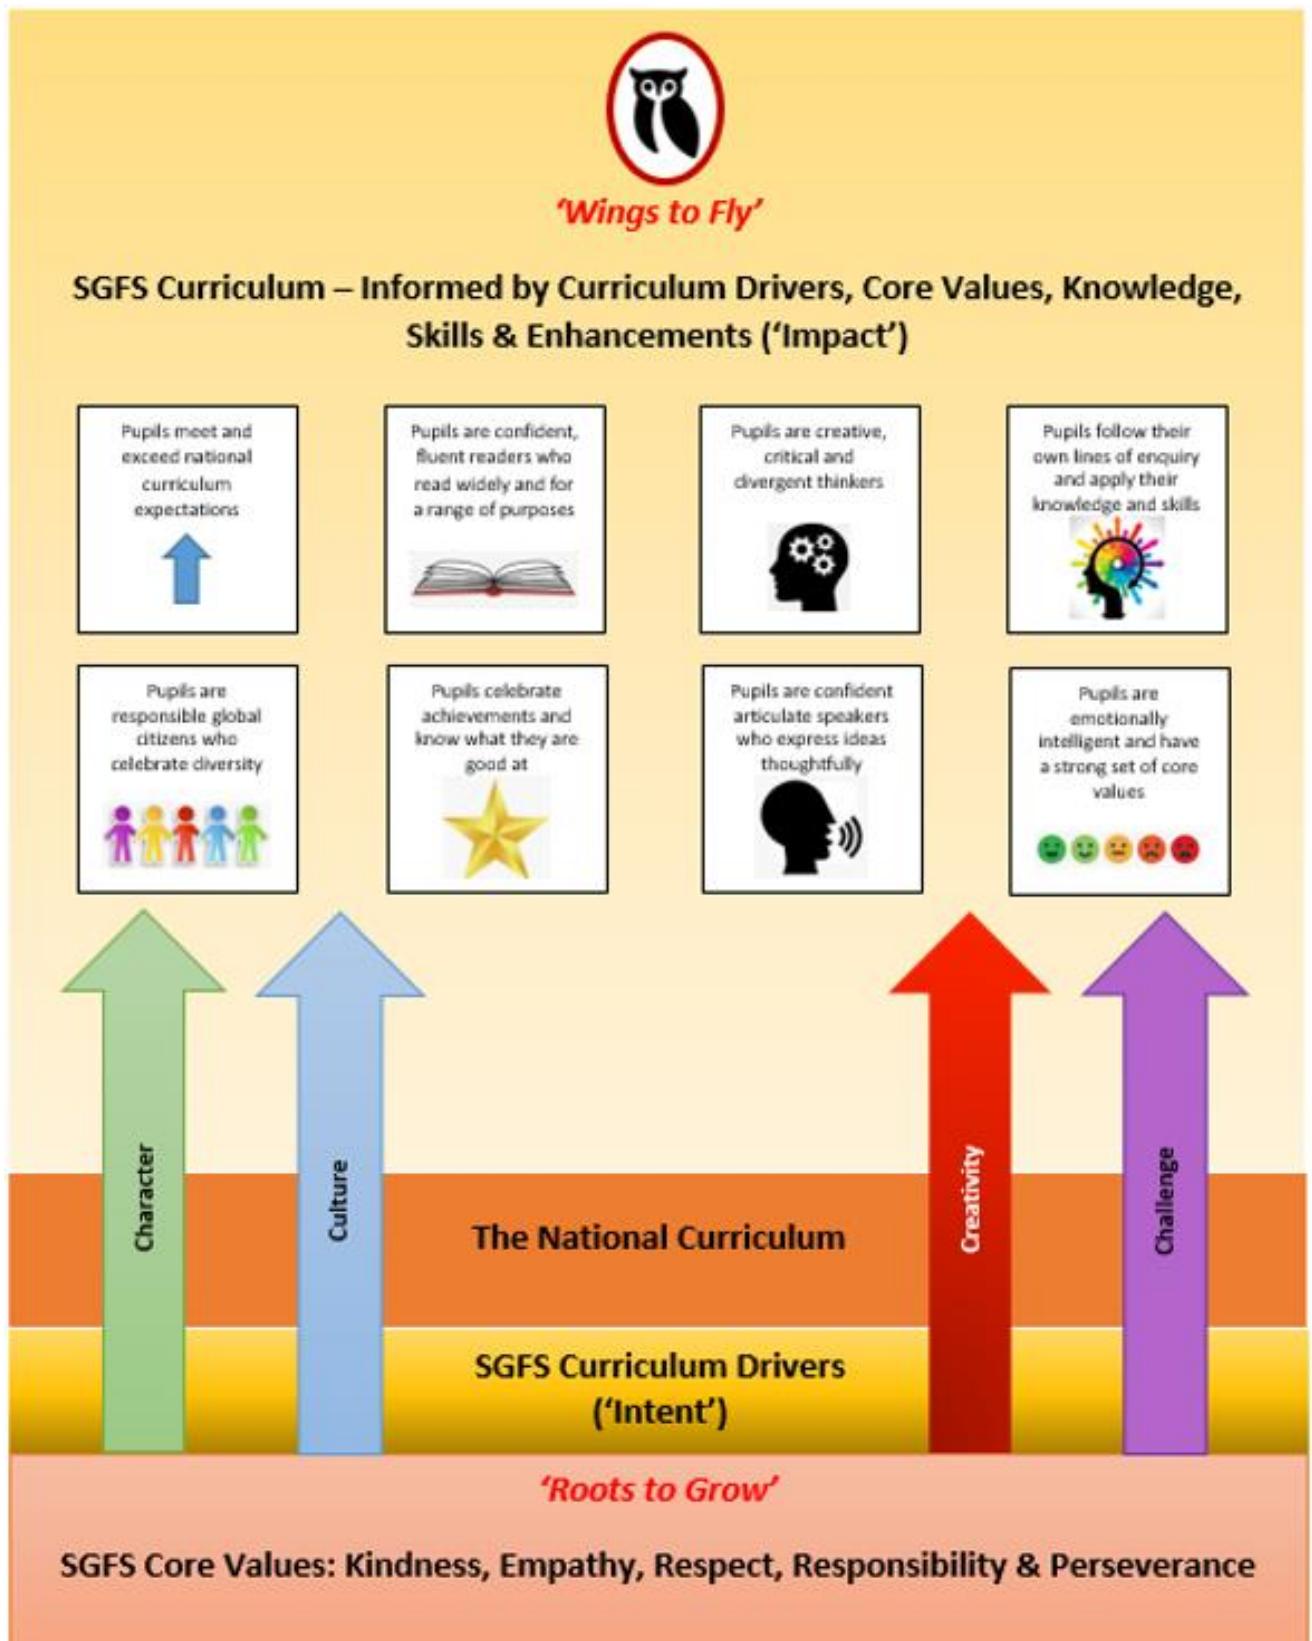 ‘Wings to Fly’
SGFS Curriculum – Informed by Curriculum Drivers, Core Values, Knowledge,
Skills & Enhancements (‘Impact’)
Pupils meet and
exceed national
curriculum
expectations
Pupils are confident,
fluent readers who
read widely and for
a range of purposes
Pupils are creative,
critical and
divergent thinkers
Pupils follow their
own lines of enquiry
and apply their
knowledge and skills
Pupils are
responsible global
citizens who
celebrate diversity
Pupils celebrate
achievements and
know what they are
good at
Pupils are confident
articulate speakers
who express ideas
thoughtfully
Pupils are
emotionally
intelligent and have
a strong set of core
values
Character
Culture
Creativity
Challenge
The National Curriculum
SGFS Curriculum Drivers
(‘Intent’)
‘Roots to Grow’
SGFS Core Values: Kindness, Empathy, Respect, Responsibility & Perseverance